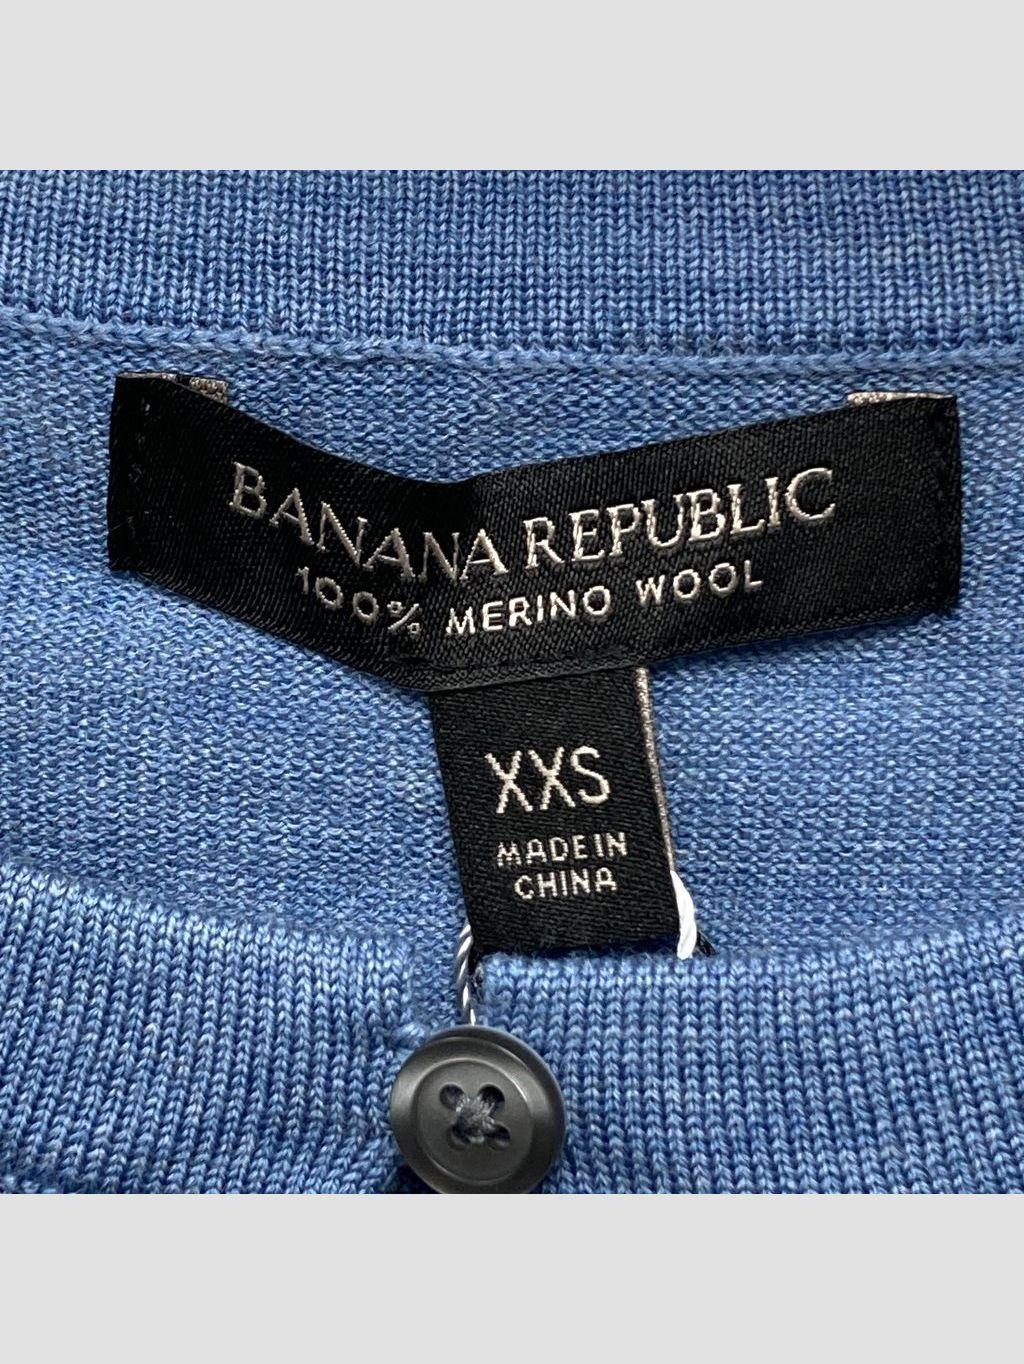 BANANA REPUBLIC
100% MERINO WOOL
XXS
MADE IN
CHINA